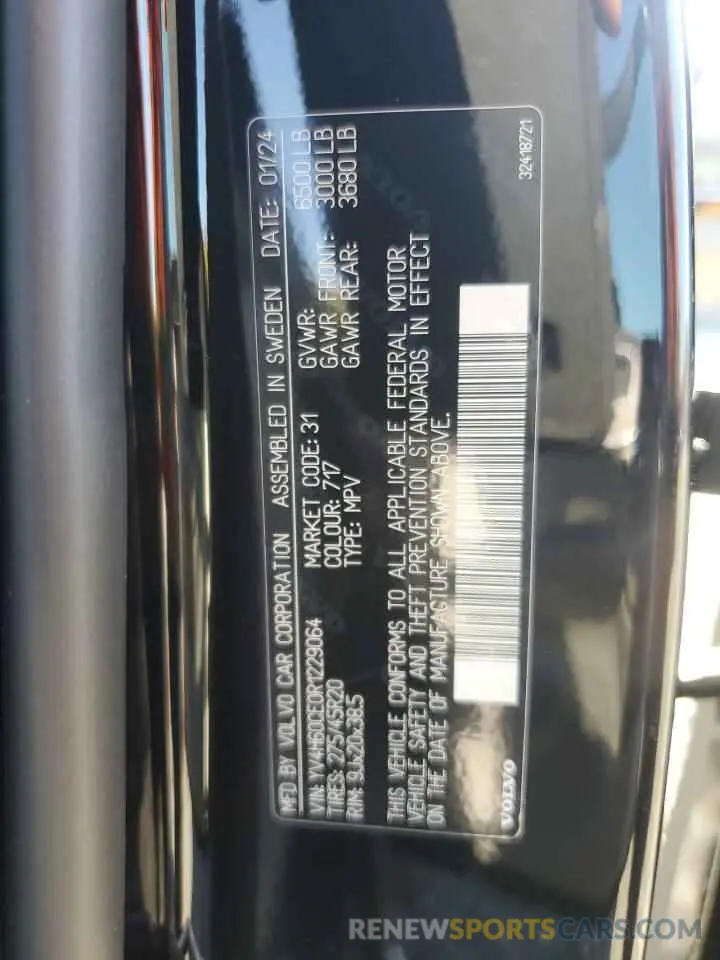 MFD BY VOLVO CAR CORPORATION ASSEMBLED IN SWEDEN DATE: 01/24
VIN: YV4H60CE0R1229064 MARKET CODE: 31 GVWR: 6500 LB
TIRES: 275/45R20 COLOUR: 717 GAWR FRONT: 3000 LB
RIM: 9Jx20x38.5 TYPE: MPV GAWR REAR: 3680 LB
THIS VEHICLE CONFORMS TO ALL APPLICABLE FEDERAL MOTOR
VEHICLE SAFETY AND THEFT PREVENTION STANDARDS IN EFFECT
ON THE DATE OF MANUFACTURE SHOWN ABOVE.
VOLVO 32418721
RENEWSPORTSCARS.COM